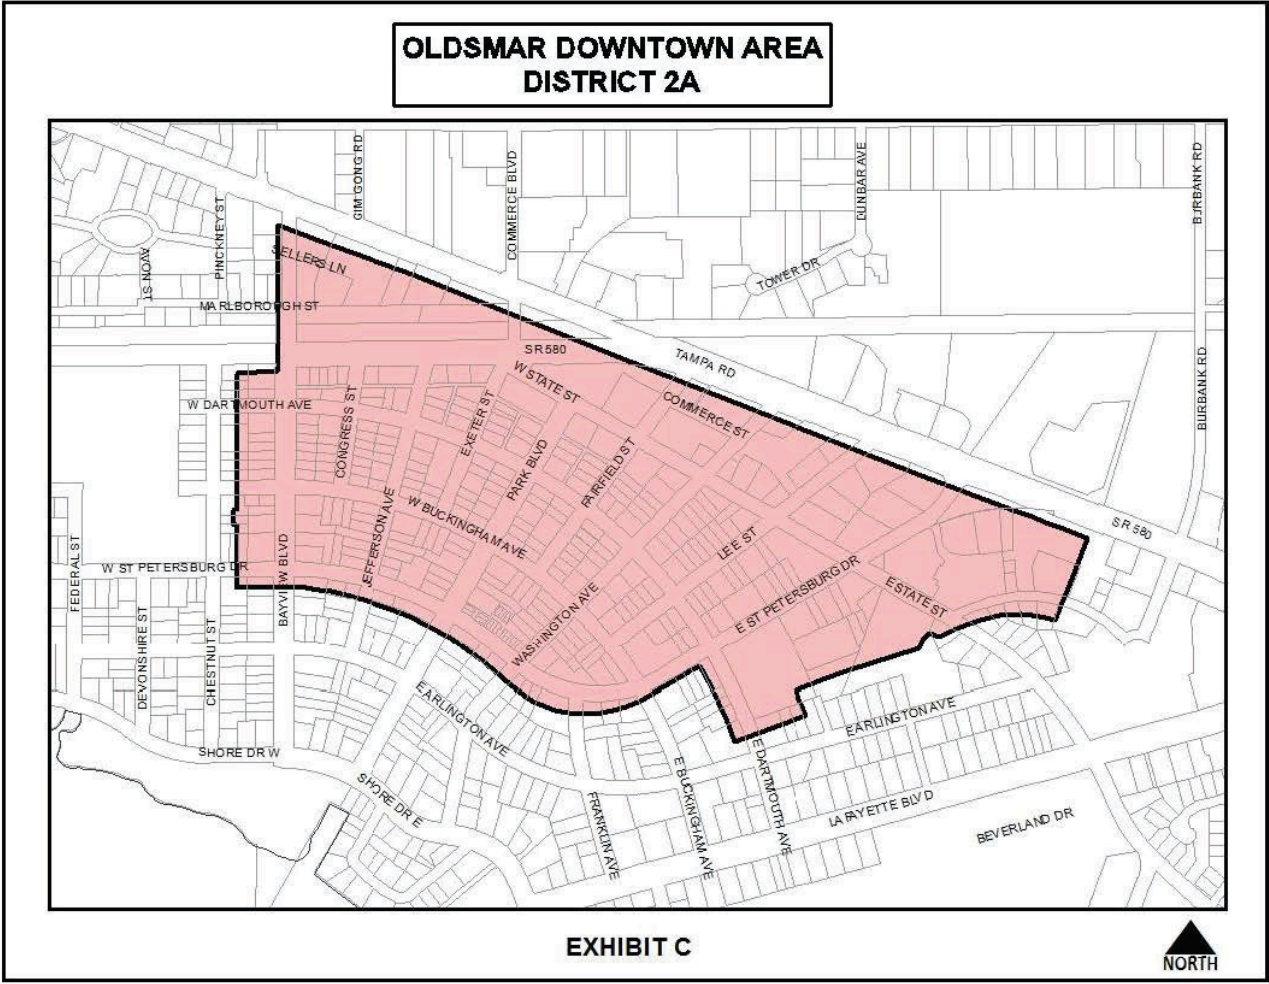 OLDSMAR DOWNTOWN AREA
DISTRICT 2A
GIM GONG RD
COMMERCE BLVD
DUNBAR AVE
BURBANK RD
PINCKNEY ST
AVON ST
SELLERS LN
TOWER DR
MARLBOROUGH ST
SR 580
TAMPA RD
W STATE ST
COMMERCE ST
BURBANK RD
W DARTMOUTH AVE
CONGRESS ST
EXETER ST
PARK BLVD
FAIRFIELD ST
JEFFERSON AVE
W BUCKINGHAM AVE
LEE ST
SR 580
FEDERAL ST
W ST PETERSBURG DR
BAYVIEW BLVD
E ST PETERSBURG DR
E STATE ST
WASHINGTON AVE
DEVONSHIRE ST
CHESTNUT ST
E ARLINGTON AVE
E ARLINGTON AVE
SHORE DR W
SHORE DR E
FRANKLIN AVE
E BUCKINGHAM AVE
E DARTMOUTH AVE
LAFAYETTE BLVD
BEVERLAND DR
EXHIBIT C
NORTH